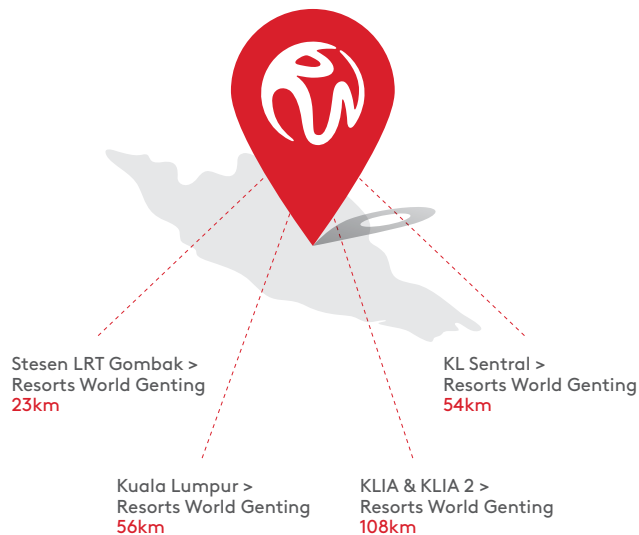 Stesen LRT Gombak >
Resorts World Genting
23km
KL Sentral >
Resorts World Genting
54km
Kuala Lumpur >
Resorts World Genting
56km
KLIA & KLIA 2 >
Resorts World Genting
108km